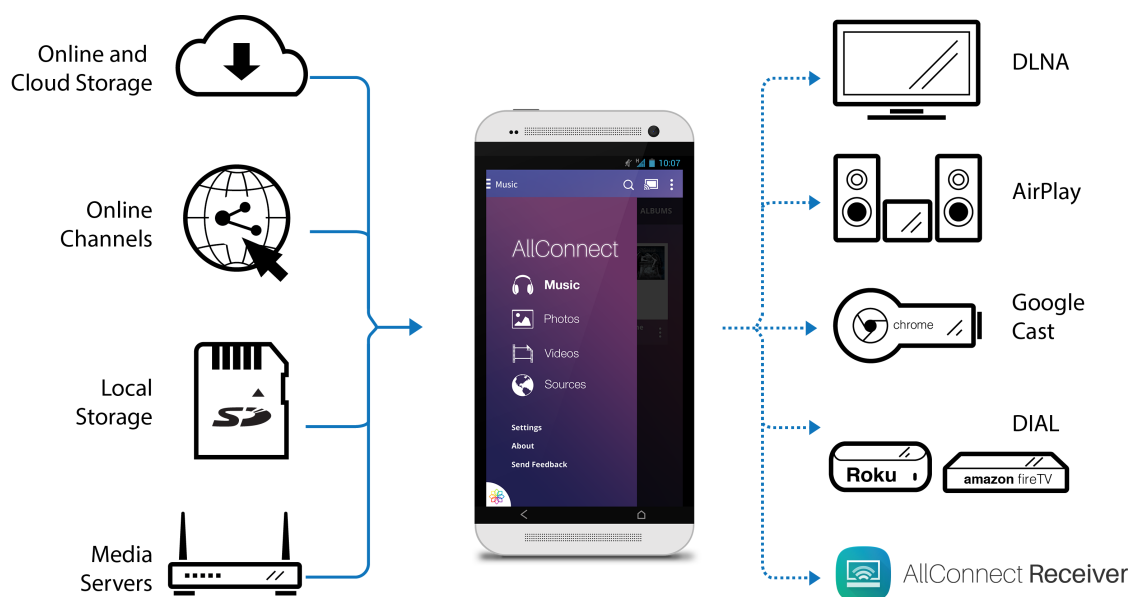 Online and
Cloud Storage
Online
Channels
Local
Storage
SD
Media
Servers
H
10:07
Music
ALBUMS
AllConnect
Music
Photos
Videos
Sources
Settings
About
Send Feedback
DLNA
AirPlay
chrome
Google
Cast
DIAL
Roku
amazon fireTV
AllConnect Receiver